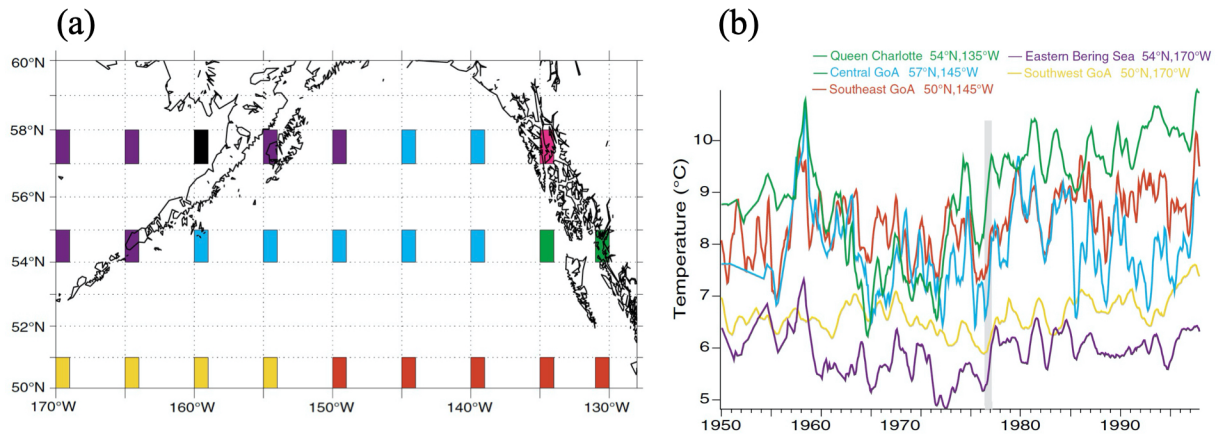 (a)
(b)
60°N
58°N
56°N
54°N
52°N
50°N
170°W
160°W
150°W
140°W
130°W
Queen Charlotte 54°N,135°W
Eastern Bering Sea 54°N,170°W
Central GoA 57°N,145°W
Southwest GoA 50°N,170°W
Southeast GoA 50°N,145°W
Temperature (°C)
10
9
8
7
6
5
1950
1960
1970
1980
1990